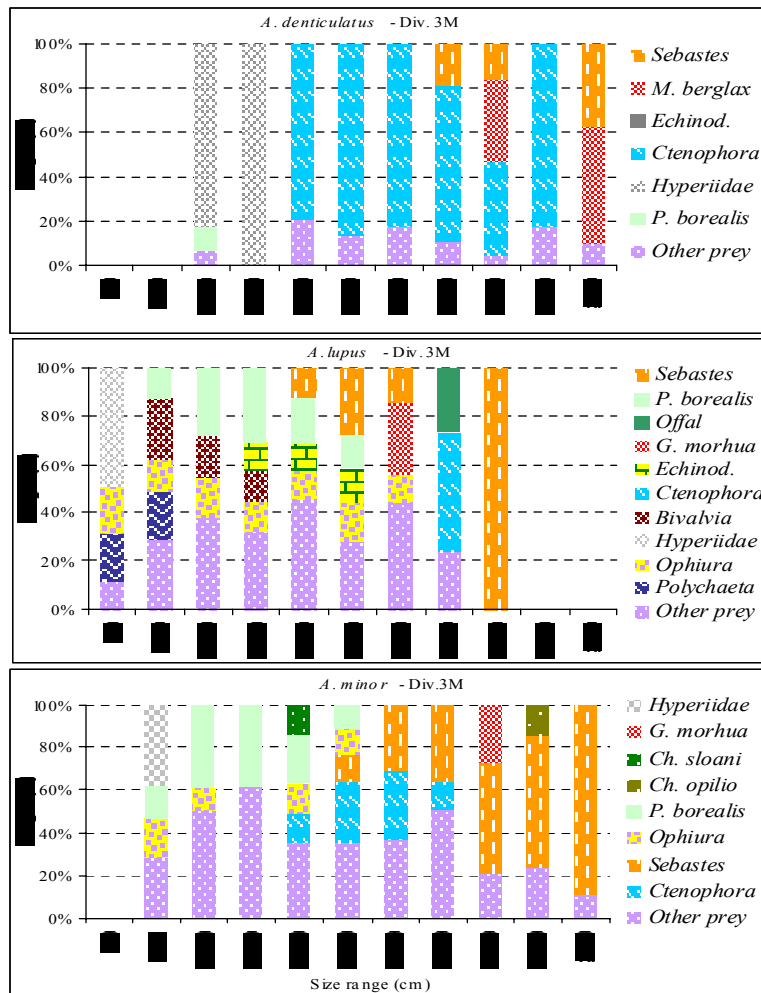 A. denticulatus - Div. 3M
100%
80%
60%
40%
20%
0%
Sebastes
M. berglax
Echinod.
Ctenophora
Hyperiidae
P. borealis
Other prey
A. lupus - Div. 3M
100%
80%
60%
40%
20%
0%
Sebastes
P. borealis
Offal
G. morhua
Echinod.
Ctenophora
Bivalvia
Hyperiidae
Ophiura
Polychaeta
Other prey
A. minor - Div.3M
100%
80%
60%
40%
20%
0%
Hyperiidae
G. morhua
Ch. sloani
Ch. opilio
P. borealis
Ophiura
Sebastes
Ctenophora
Other prey
Size range (cm)